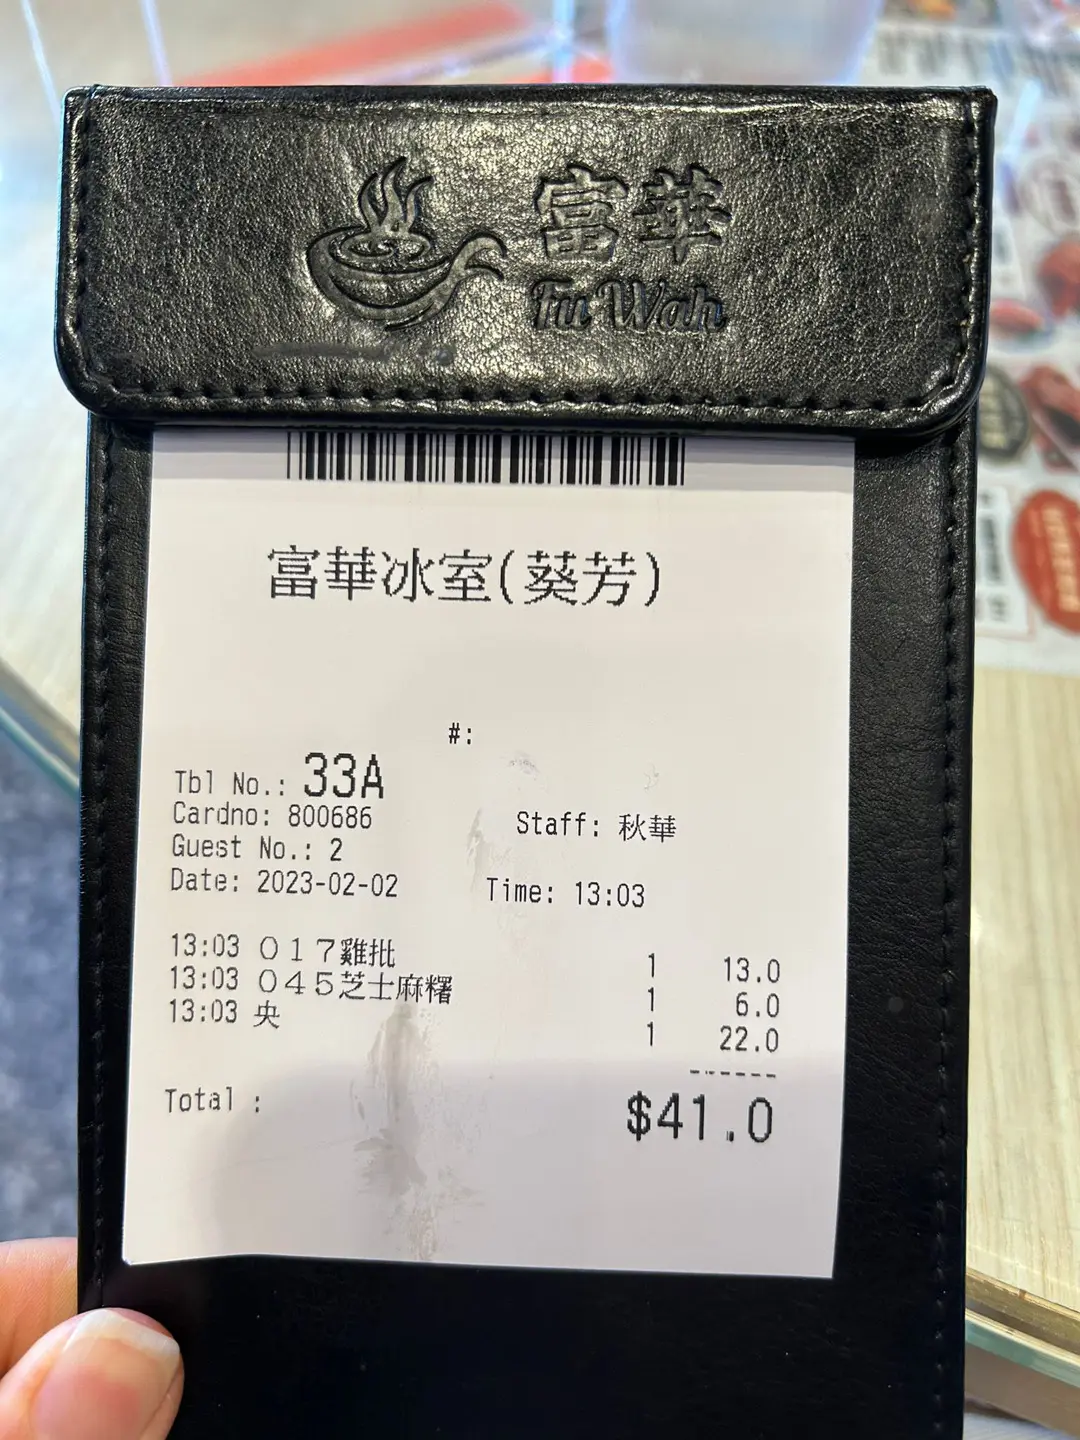 富華
Fu Wah
富華冰室(葵芳)
#:
Tbl No.: 33A
Cardno: 800686 Staff: 秋華
Guest No.: 2
Date: 2023-02-02 Time: 13:03
13:03 017雞批 1 13.0
13:03 045芝士麻糬 1 6.0
13:03 央 1 22.0
------
Total : $41.0